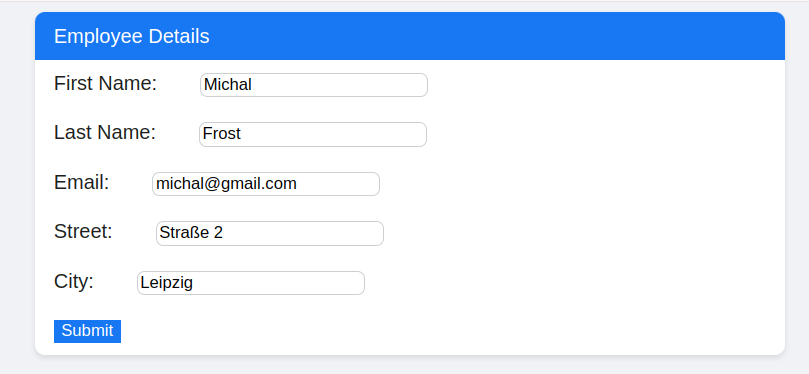 Employee Details
First Name: Michal
Last Name: Frost
Email: michal@gmail.com
Street: Straße 2
City: Leipzig
Submit